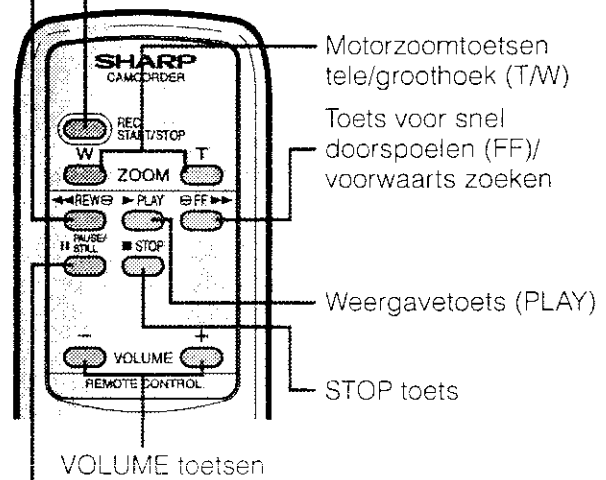 SHARP
CAMCORDER
REC
START/STOP
W ZOOM T
◄◄REW⊖ ►PLAY ⊖FF►►
PAUSE/
STILL
■ STOP
− VOLUME +
REMOTE CONTROL
Motorzoomtoetsen
tele/groothoek (T/W)
Toets voor snel
doorspoelen (FF)/
voorwaarts zoeken
Weergavetoets (PLAY)
STOP toets
VOLUME toetsen